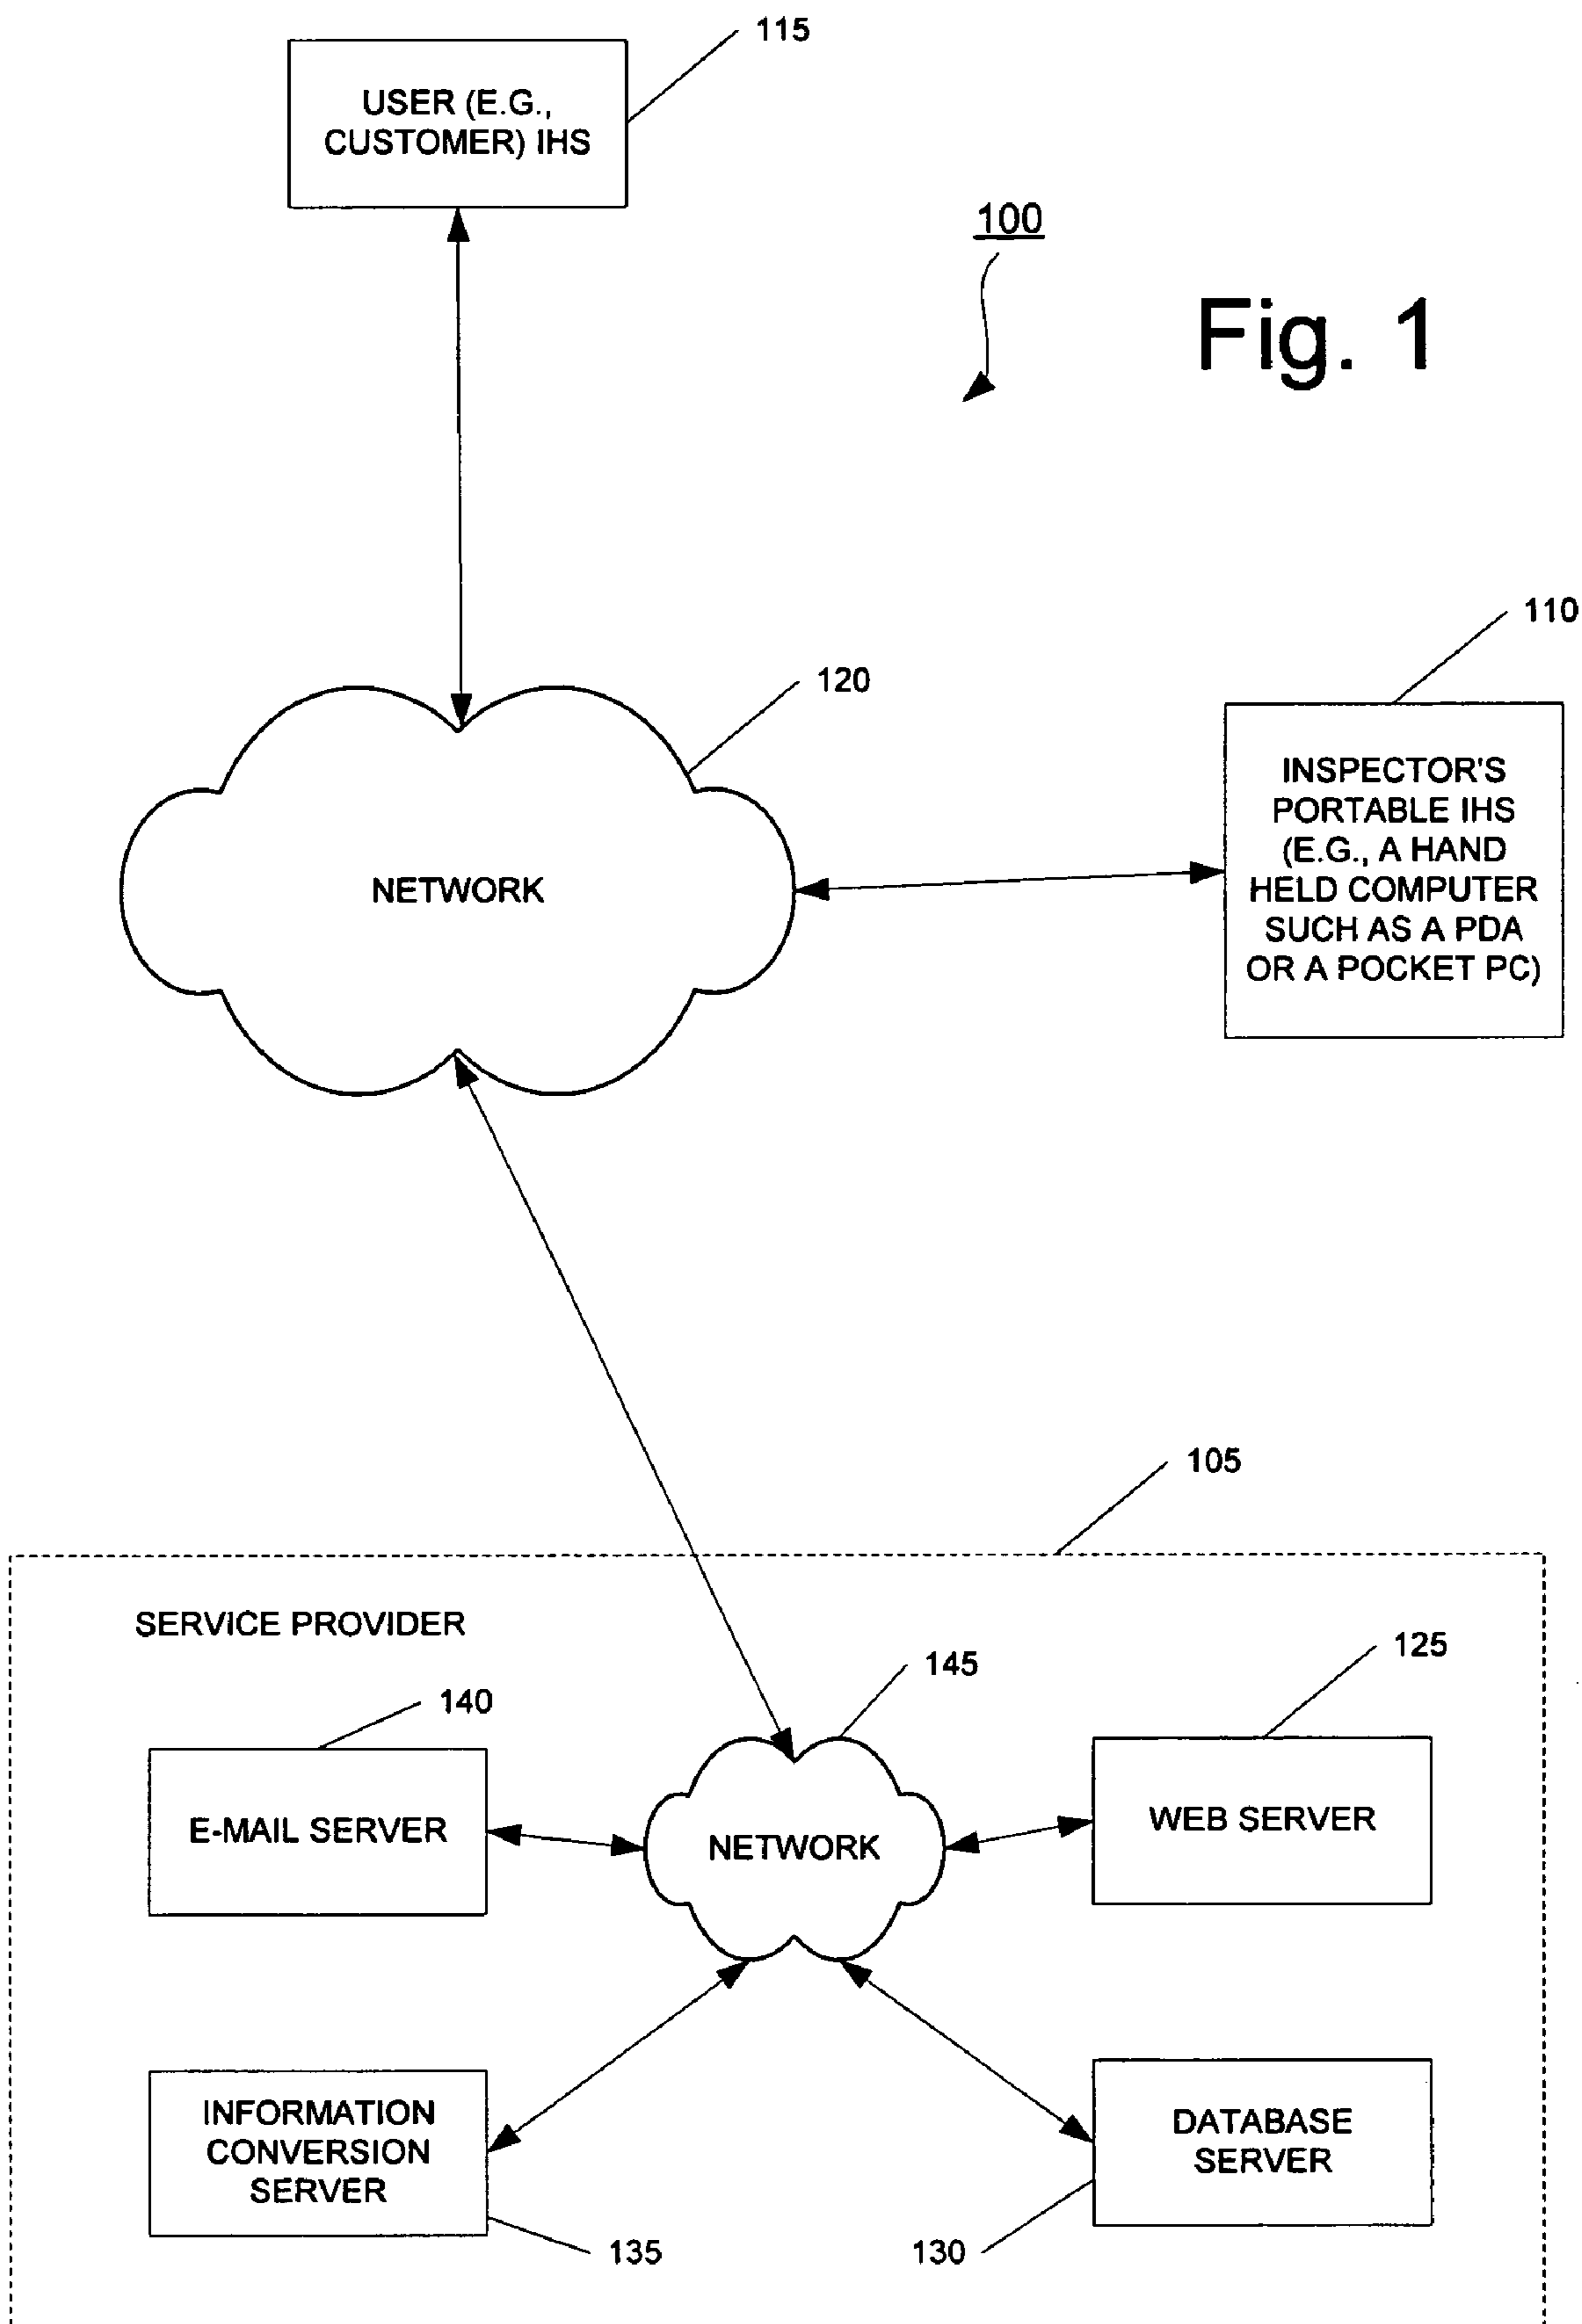 115
USER (E.G.,
CUSTOMER) IHS
100
Fig. 1
110
120
INSPECTOR'S
PORTABLE IHS
(E.G., A HAND
HELD COMPUTER
SUCH AS A PDA
OR A POCKET PC)
NETWORK
105
SERVICE PROVIDER
145
125
140
E-MAIL SERVER
NETWORK
WEB SERVER
INFORMATION
CONVERSION
SERVER
DATABASE
SERVER
135
130